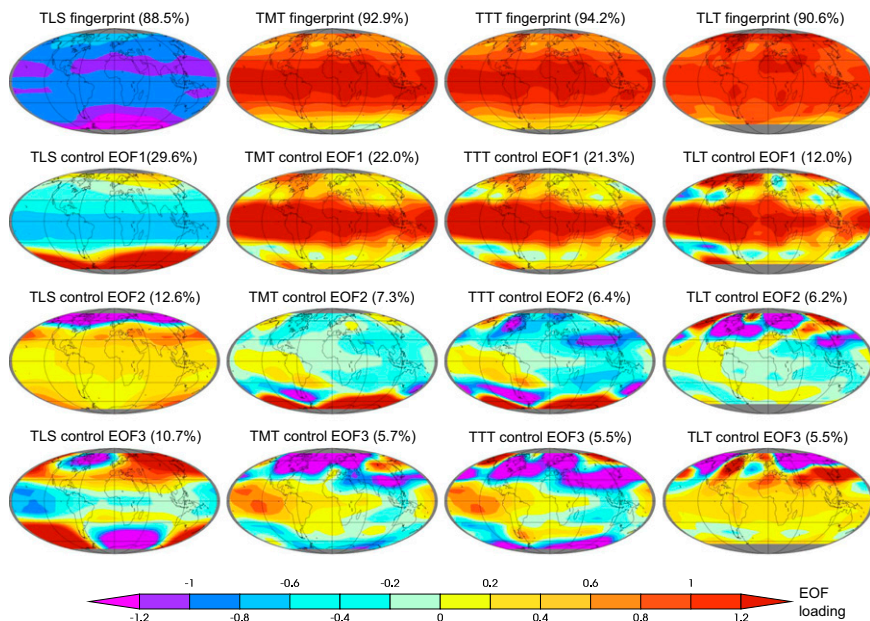 TLS fingerprint (88.5%) TMT fingerprint (92.9%) TTT fingerprint (94.2%) TLT fingerprint (90.6%)
TLS control EOF1(29.6%) TMT control EOF1 (22.0%) TTT control EOF1 (21.3%) TLT control EOF1 (12.0%)
TLS control EOF2 (12.6%) TMT control EOF2 (7.3%) TTT control EOF2 (6.4%) TLT control EOF2 (6.2%)
TLS control EOF3 (10.7%) TMT control EOF3 (5.7%) TTT control EOF3 (5.5%) TLT control EOF3 (5.5%)
-1 -0.6 -0.2 0.2 0.6 1 EOF
-1.2 -0.8 -0.4 0 0.4 0.8 1.2 loading